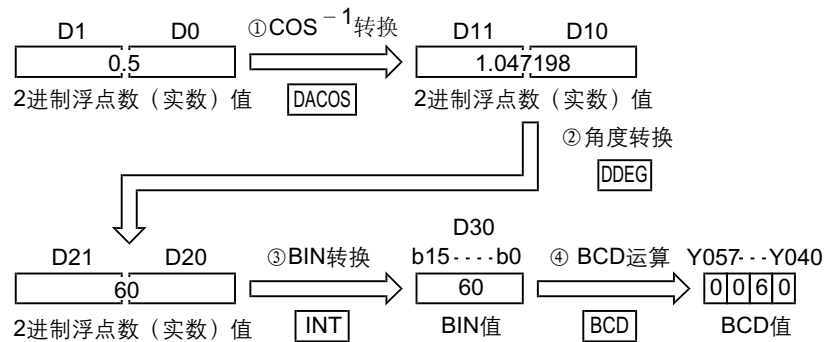 D1 D0 ①COS－1转换 D11 D10
0.5 1.047198
2进制浮点数（实数）值 DACOS 2进制浮点数（实数）值
②角度转换
DDEG
D30
D21 D20 ③BIN转换 b15····b0 ④ BCD运算 Y057···Y040
60 60 0 0 6 0
2进制浮点数（实数）值 INT BIN值 BCD BCD值